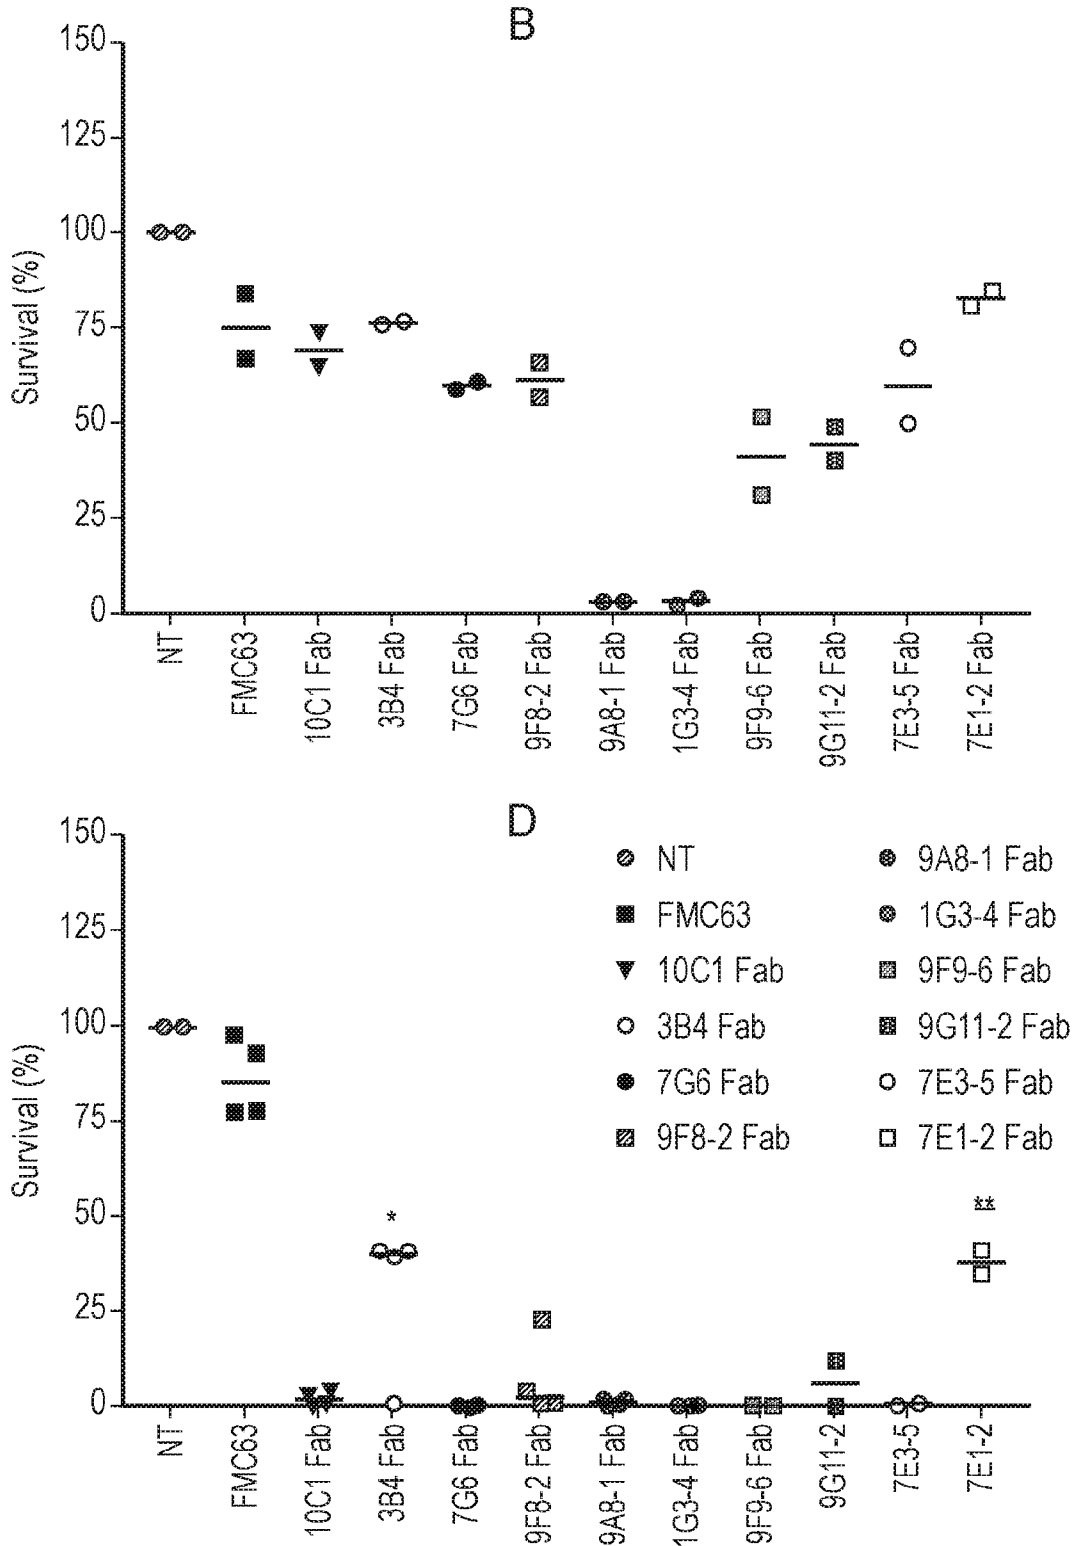 B
Survival (%)
150
125
100
75
50
25
0
NT
FMC63
10C1 Fab
3B4 Fab
7G6 Fab
9F8-2 Fab
9A8-1 Fab
1G3-4 Fab
9F9-6 Fab
9G11-2 Fab
7E3-5 Fab
7E1-2 Fab
D
Survival (%)
150
125
100
75
50
25
0
NT
FMC63
10C1 Fab
3B4 Fab
7G6 Fab
9F8-2 Fab
9A8-1 Fab
1G3-4 Fab
9F9-6 Fab
9G11-2 Fab
7E3-5 Fab
7E1-2 Fab
*
**
NT
FMC63
10C1 Fab
3B4 Fab
7G6 Fab
9F8-2 Fab
9A8-1 Fab
1G3-4 Fab
9F9-6 Fab
9G11-2
7E3-5
7E1-2